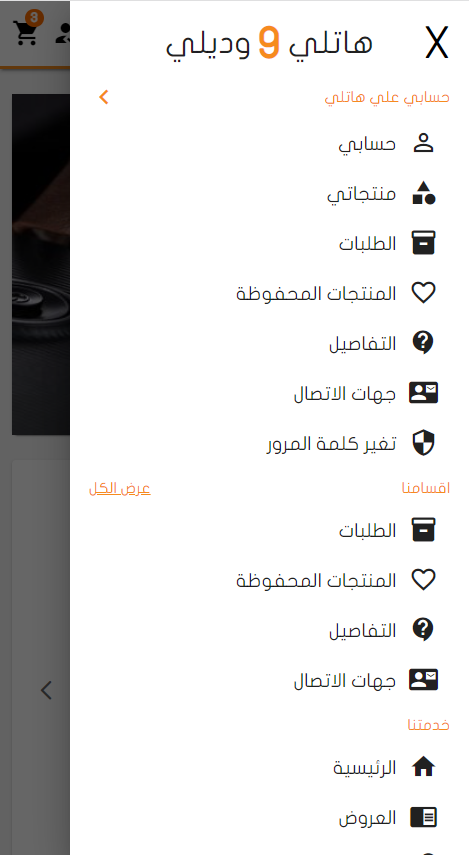 3
X
هاتلي 9 وديلي
حسابي علي هاتلي
حسابي
منتجاتي
الطلبات
المنتجات المحفوظة
التفاصيل
جهات الاتصال
تغير كلمة المرور
اقسامنا
عرض الكل
الطلبات
المنتجات المحفوظة
التفاصيل
جهات الاتصال
خدمتنا
الرئيسية
العروض